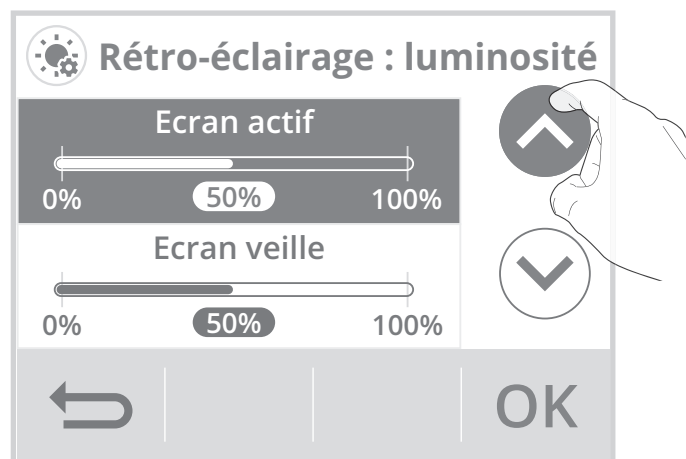 Rétro-éclairage : luminosité
Ecran actif
0% 50% 100%
Ecran veille
0% 50% 100%
OK